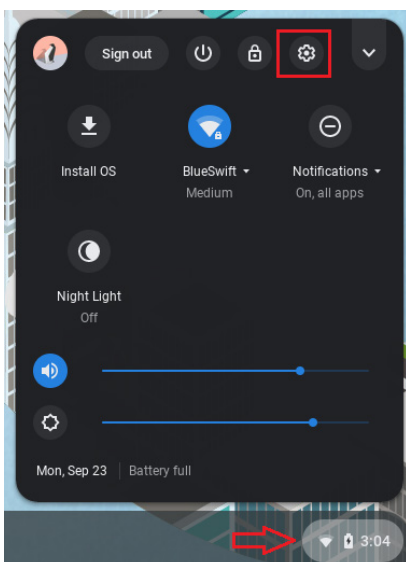 Sign out
Install OS
BlueSwift
Medium
Notifications
On, all apps
Night Light
Off
Mon, Sep 23
Battery full
3:04